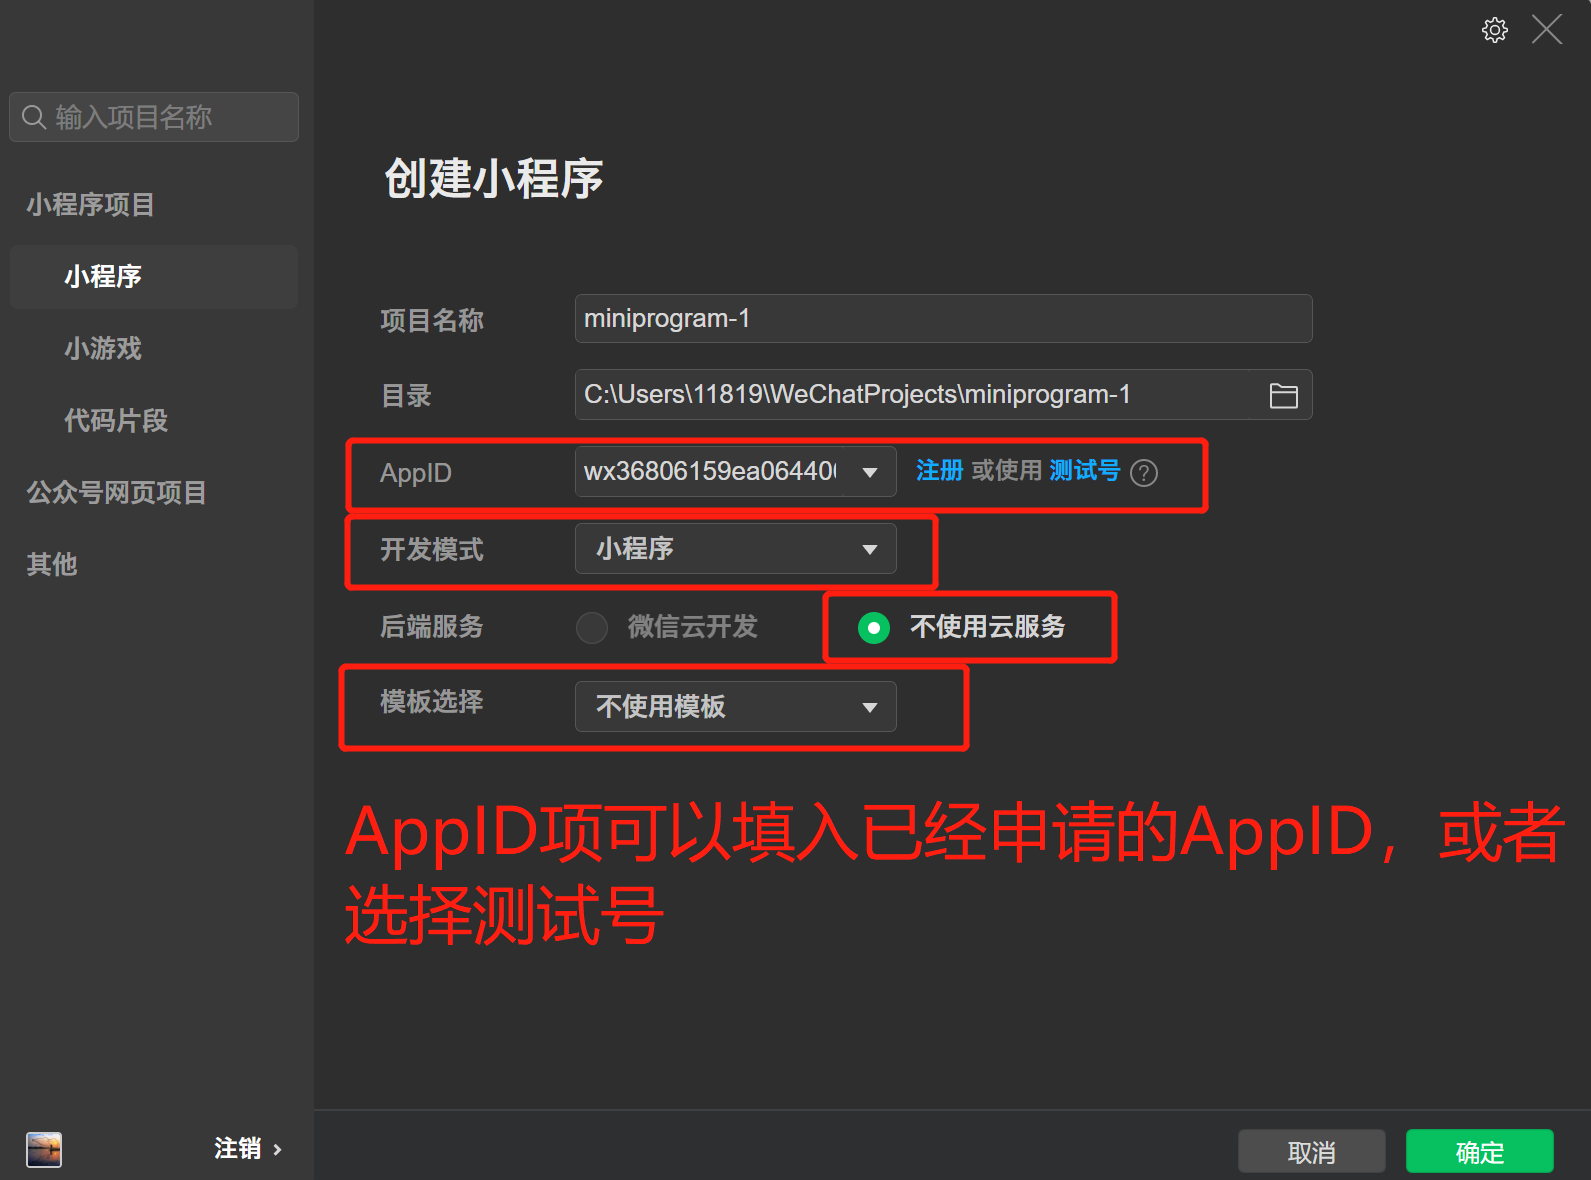 输入项目名称
小程序项目
小程序
小游戏
代码片段
公众号网页项目
其他
注销
创建小程序
项目名称 miniprogram-1
目录 C:\Users\11819\WeChatProjects\miniprogram-1
AppID wx36806159ea06440 注册 或使用 测试号 ?
开发模式 小程序
后端服务 微信云开发 不使用云服务
模板选择 不使用模板
AppID项可以填入已经申请的AppID，或者
选择测试号
取消 确定